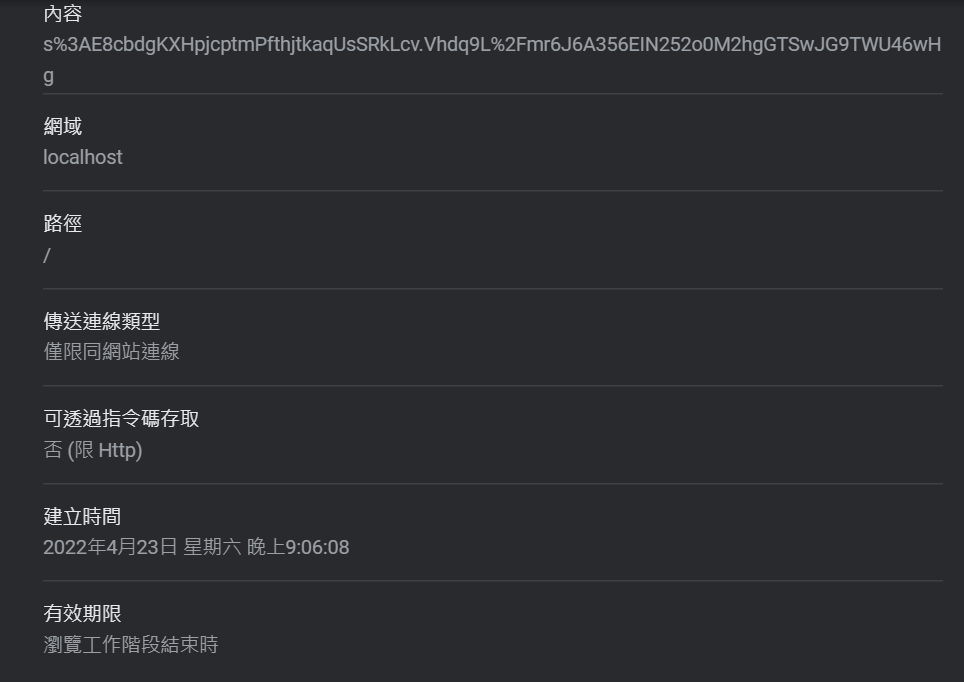 內容
s%3AE8cbdgKXHpjcptmPfthjtkaqUsSRkLcv.Vhdq9L%2Fmr6J6A356EIN252o0M2hgGTSwJG9TWU46wH
g
網域
localhost
路徑
/
傳送連線類型
僅限同網站連線
可透過指令碼存取
否 (限 Http)
建立時間
2022年4月23日 星期六 晚上9:06:08
有效期限
瀏覽工作階段結束時